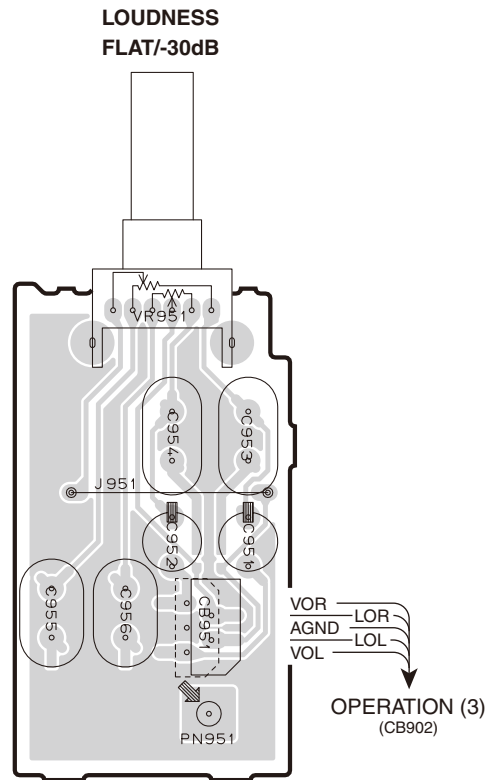 LOUDNESS
FLAT/-30dB
VR951
C954
C953
J951
C952
C951
C955
C956
CB951
VOR
LOR
AGND
LOL
VOL
OPERATION (3)
(CB902)
PN951